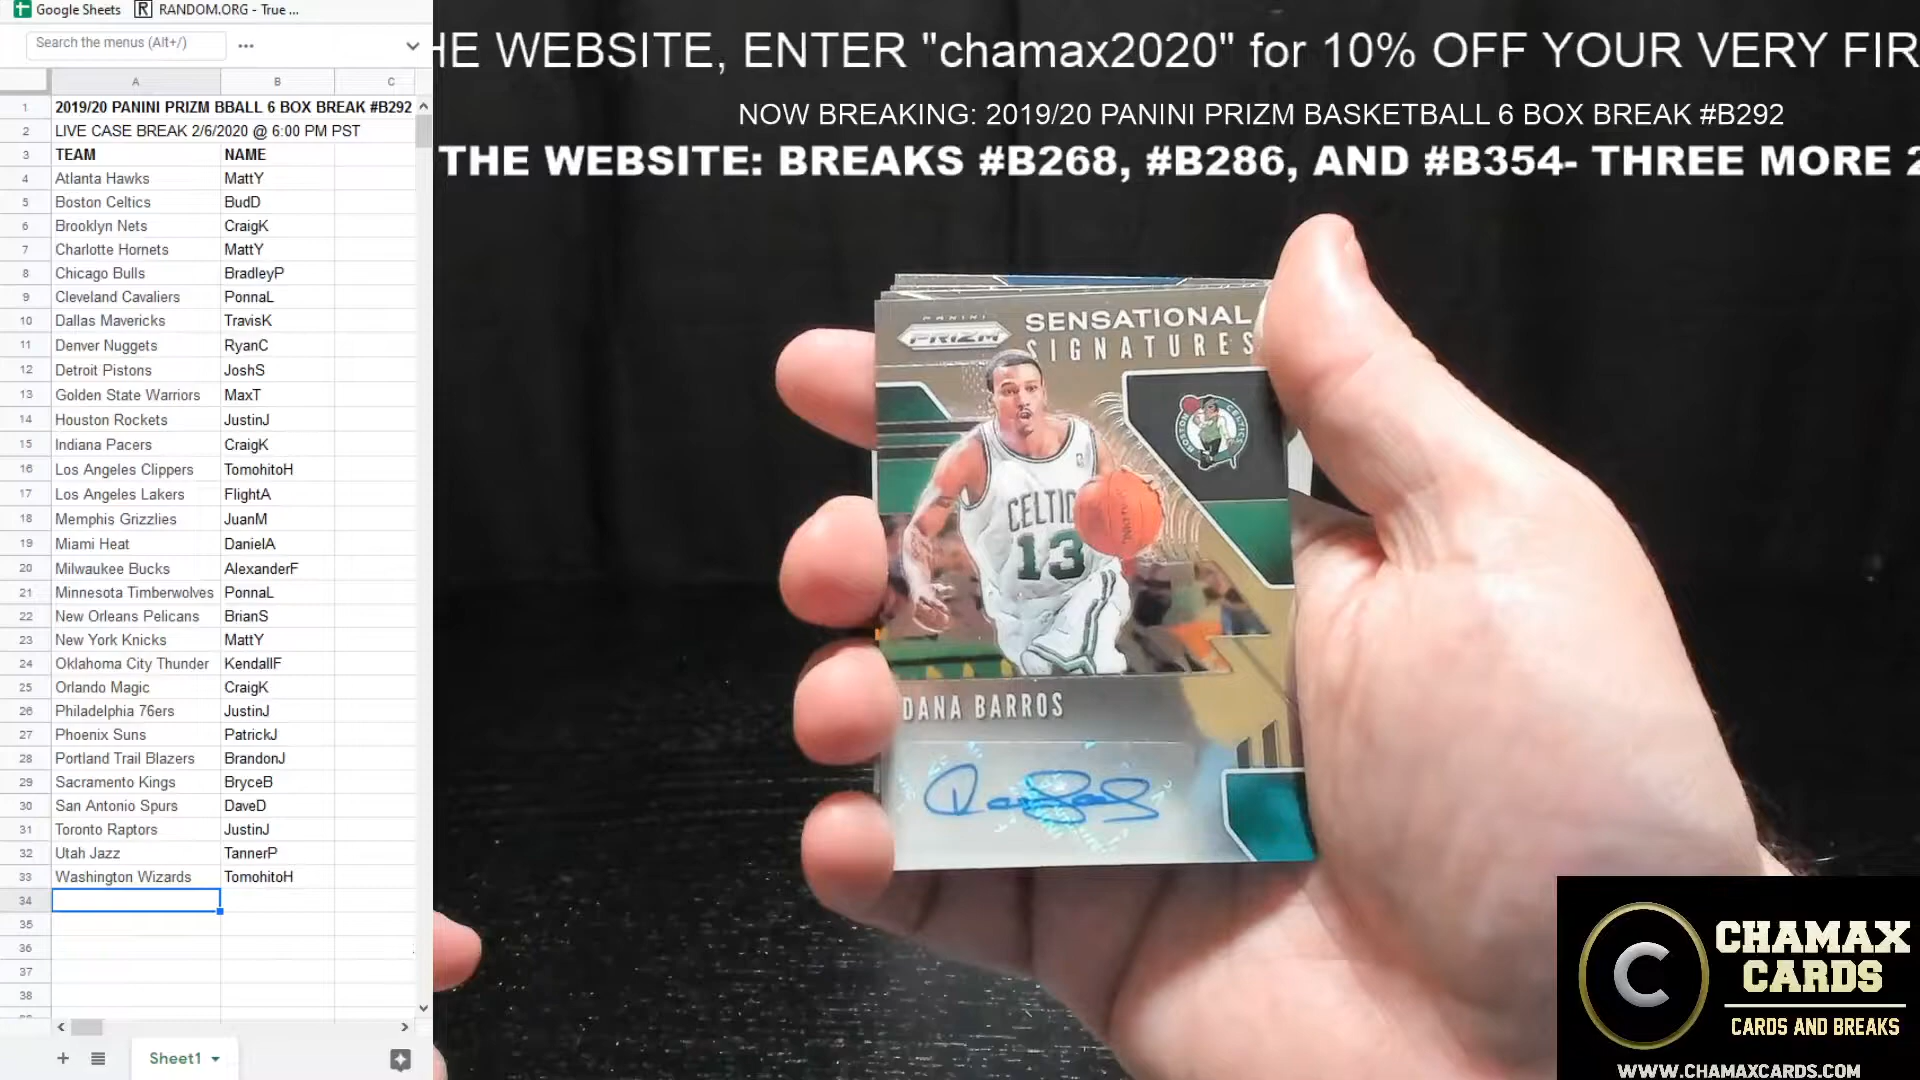 Google Sheets
RANDOM.ORG - True ...
Search the menus (Alt+/)
A B C
1 2019/20 PANINI PRIZM BBALL 6 BOX BREAK #B292
2 LIVE CASE BREAK 2/6/2020 @ 6:00 PM PST
3 TEAM NAME
4 Atlanta Hawks MattY
5 Boston Celtics BudD
6 Brooklyn Nets CraigK
7 Charlotte Hornets MattY
8 Chicago Bulls BradleyP
9 Cleveland Cavaliers PonnaL
10 Dallas Mavericks TravisK
11 Denver Nuggets RyanC
12 Detroit Pistons JoshS
13 Golden State Warriors MaxT
14 Houston Rockets JustinJ
15 Indiana Pacers CraigK
16 Los Angeles Clippers TomohitoH
17 Los Angeles Lakers FlightA
18 Memphis Grizzlies JuanM
19 Miami Heat DanielA
20 Milwaukee Bucks AlexanderF
21 Minnesota Timberwolves PonnaL
22 New Orleans Pelicans BrianS
23 New York Knicks MattY
24 Oklahoma City Thunder KendallF
25 Orlando Magic CraigK
26 Philadelphia 76ers JustinJ
27 Phoenix Suns PatrickJ
28 Portland Trail Blazers BrandonJ
29 Sacramento Kings BryceB
30 San Antonio Spurs DaveD
31 Toronto Raptors JustinJ
32 Utah Jazz TannerP
33 Washington Wizards TomohitoH
34
35
36
37
38
Sheet1
HE WEBSITE, ENTER "chamax2020" for 10% OFF YOUR VERY FIR
NOW BREAKING: 2019/20 PANINI PRIZM BASKETBALL 6 BOX BREAK #B292
THE WEBSITE: BREAKS #B268, #B286, AND #B354- THREE MORE 2
PANINI
PRIZM
SENSATIONAL
SIGNATURES
BOSTON CELTICS
CELTIC
13
DANA BARROS
C
CHAMAX
CARDS
CARDS AND BREAKS
WWW.CHAMAXCARDS.COM